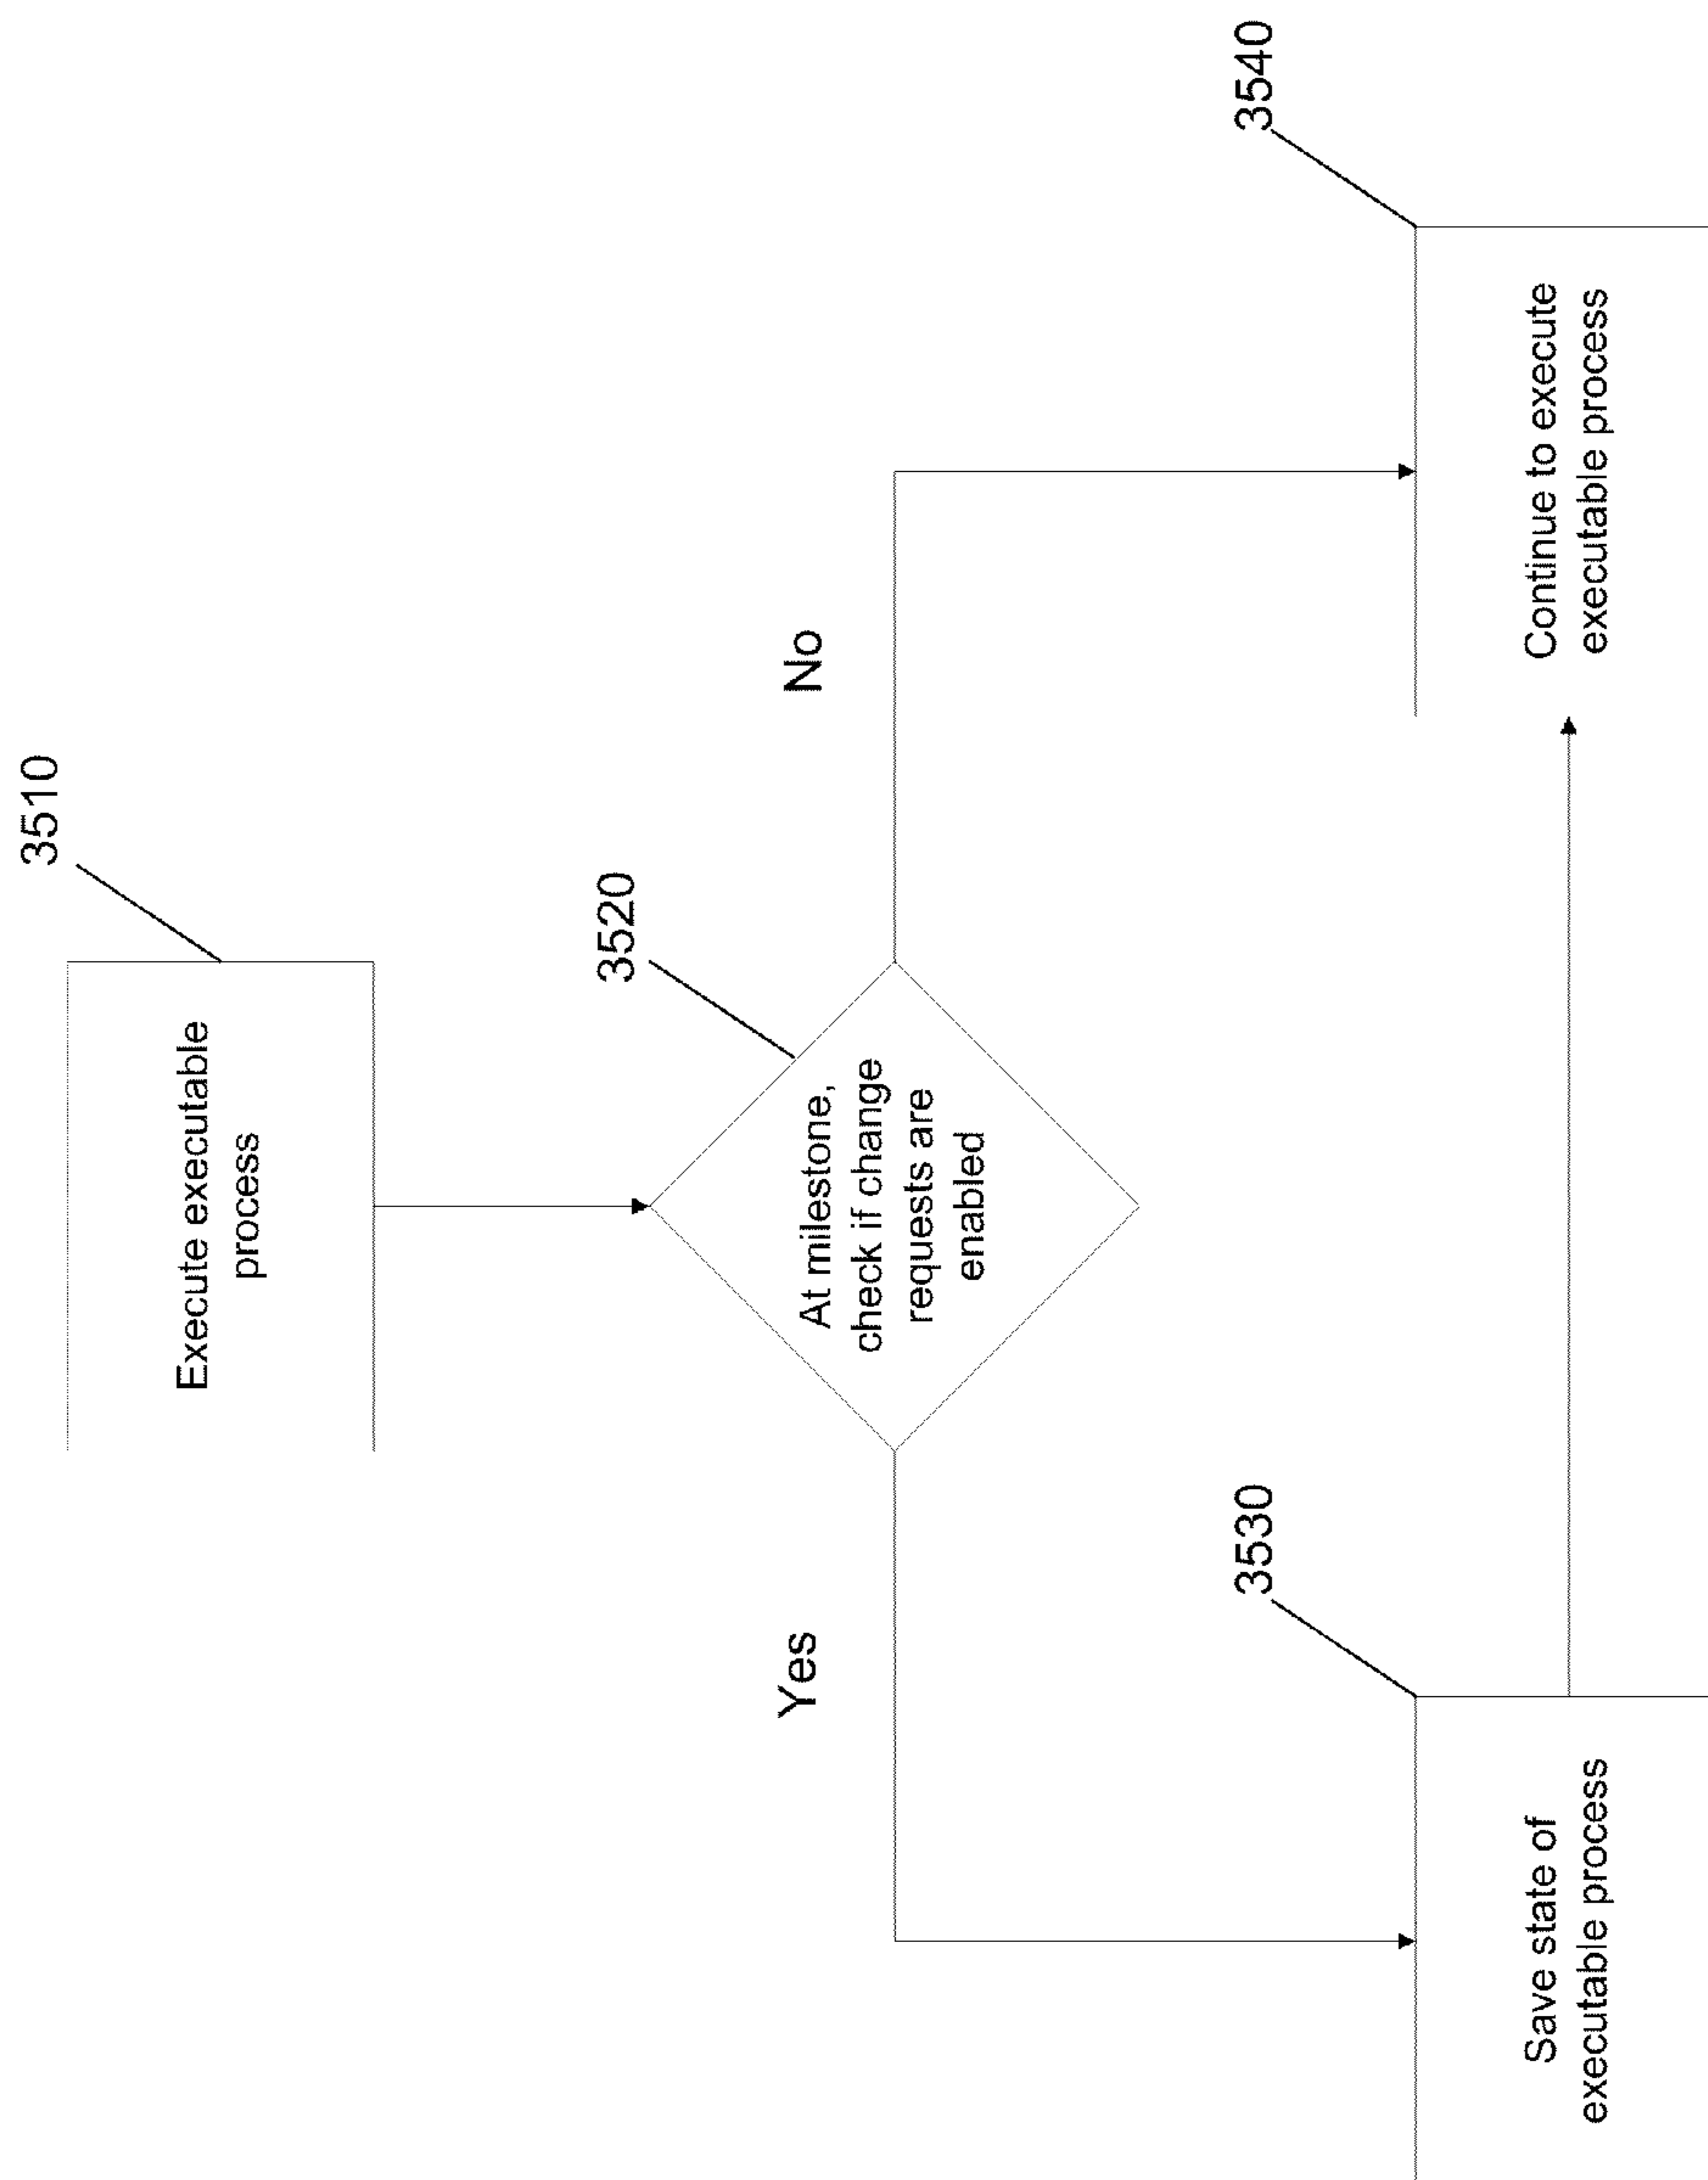 3510
Execute executable
process
3520
At milestone,
check if change
requests are
enabled
Yes
No
3530
Save state of
executable process
3540
Continue to execute
executable process